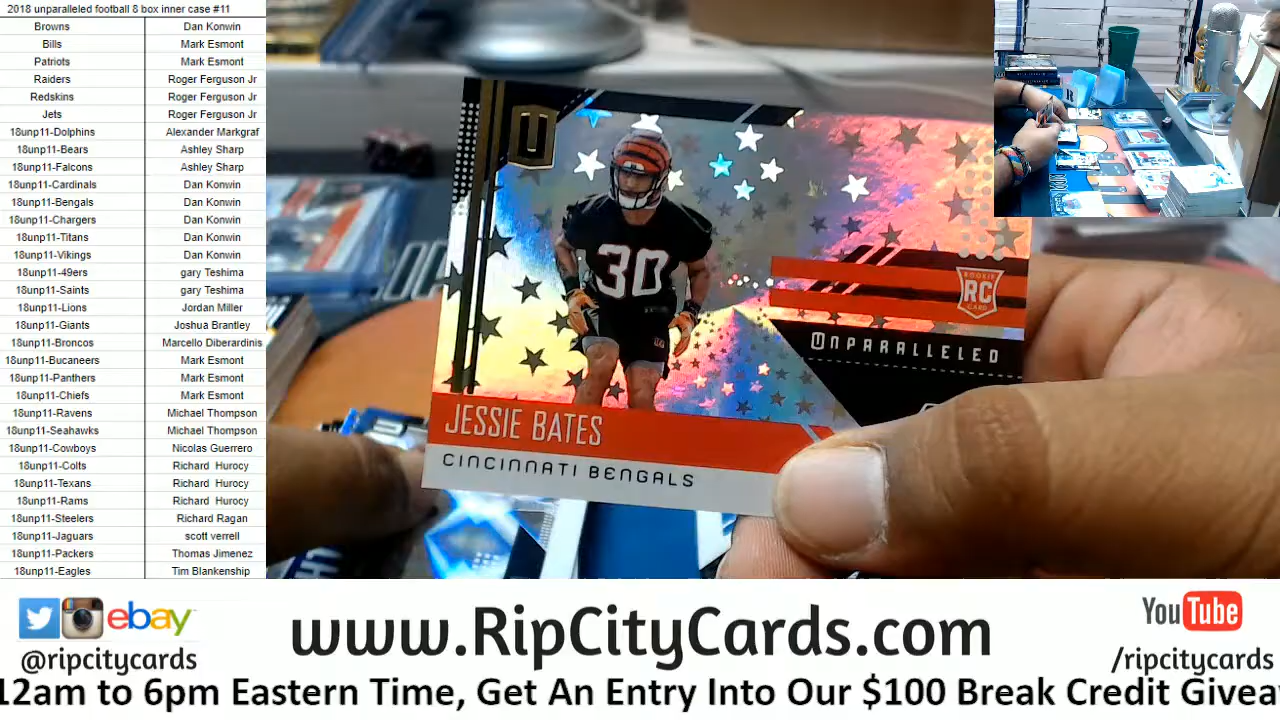 2018 unparalleled football 8 box inner case #11
Browns Dan Konwin
Bills Mark Esmont
Patriots Mark Esmont
Raiders Roger Ferguson Jr
Redskins Roger Ferguson Jr
Jets Roger Ferguson Jr
18unp11-Dolphins Alexander Markgraf
18unp11-Bears Ashley Sharp
18unp11-Falcons Ashley Sharp
18unp11-Cardinals Dan Konwin
18unp11-Bengals Dan Konwin
18unp11-Chargers Dan Konwin
18unp11-Titans Dan Konwin
18unp11-Vikings Dan Konwin
18unp11-49ers gary Teshima
18unp11-Saints gary Teshima
18unp11-Lions Jordan Miller
18unp11-Giants Joshua Brantley
18unp11-Broncos Marcello Diberardinis
18unp11-Bucaneers Mark Esmont
18unp11-Panthers Mark Esmont
18unp11-Chiefs Mark Esmont
18unp11-Ravens Michael Thompson
18unp11-Seahawks Michael Thompson
18unp11-Cowboys Nicolas Guerrero
18unp11-Colts Richard Hurocy
18unp11-Texans Richard Hurocy
18unp11-Rams Richard Hurocy
18unp11-Steelers Richard Ragan
18unp11-Jaguars scott verrell
18unp11-Packers Thomas Jimenez
18unp11-Eagles Tim Blankenship
U
30
ROOKIE
RC
CARD
UNPARALLELED
JESSIE BATES
CINCINNATI BENGALS
ebay
@ripcitycards
www.RipCityCards.com
YouTube
/ripcitycards
12am to 6pm Eastern Time, Get An Entry Into Our $100 Break Credit Givea